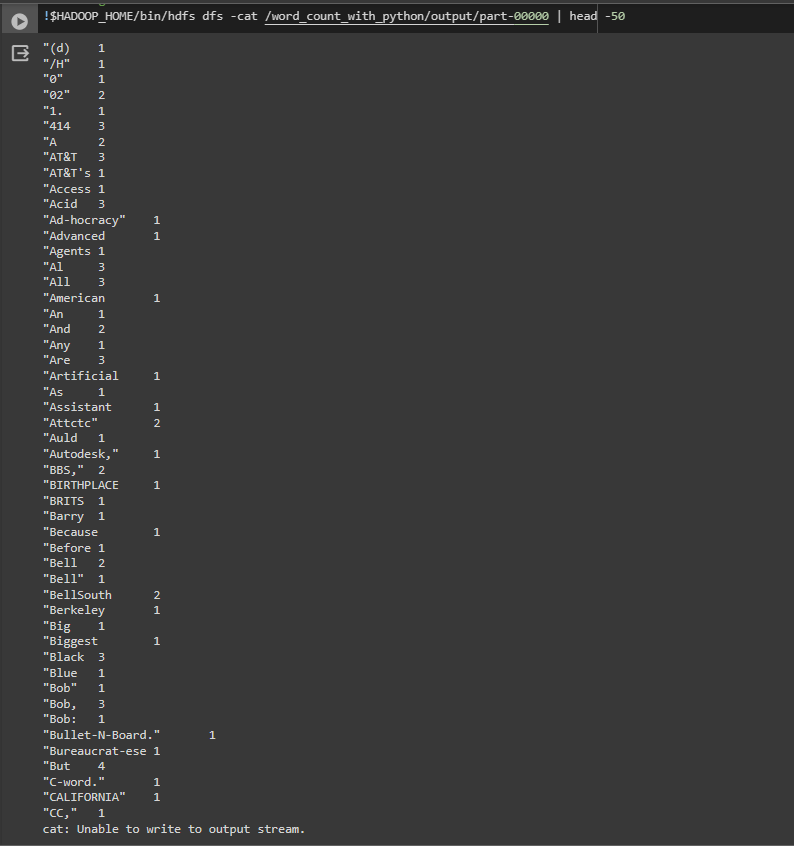 !$HADOOP_HOME/bin/hdfs dfs -cat /word_count_with_python/output/part-00000 | head -50
"(d) 1
"/H" 1
"0" 1
"02" 2
"1. 1
"414 3
"A 2
"AT&T 3
"AT&T's 1
"Access 1
"Acid 3
"Ad-hocracy" 1
"Advanced 1
"Agents 1
"Al 3
"All 3
"American 1
"An 1
"And 2
"Any 1
"Are 3
"Artificial 1
"As 1
"Assistant 1
"Attctc" 2
"Auld 1
"Autodesk," 1
"BBS," 2
"BIRTHPLACE 1
"BRITS 1
"Barry 1
"Because 1
"Before 1
"Bell 2
"Bell" 1
"BellSouth 2
"Berkeley 1
"Big 1
"Biggest 1
"Black 3
"Blue 1
"Bob" 1
"Bob, 3
"Bob: 1
"Bullet-N-Board." 1
"Bureaucrat-ese 1
"But 4
"C-word." 1
"CALIFORNIA" 1
"CC," 1
cat: Unable to write to output stream.